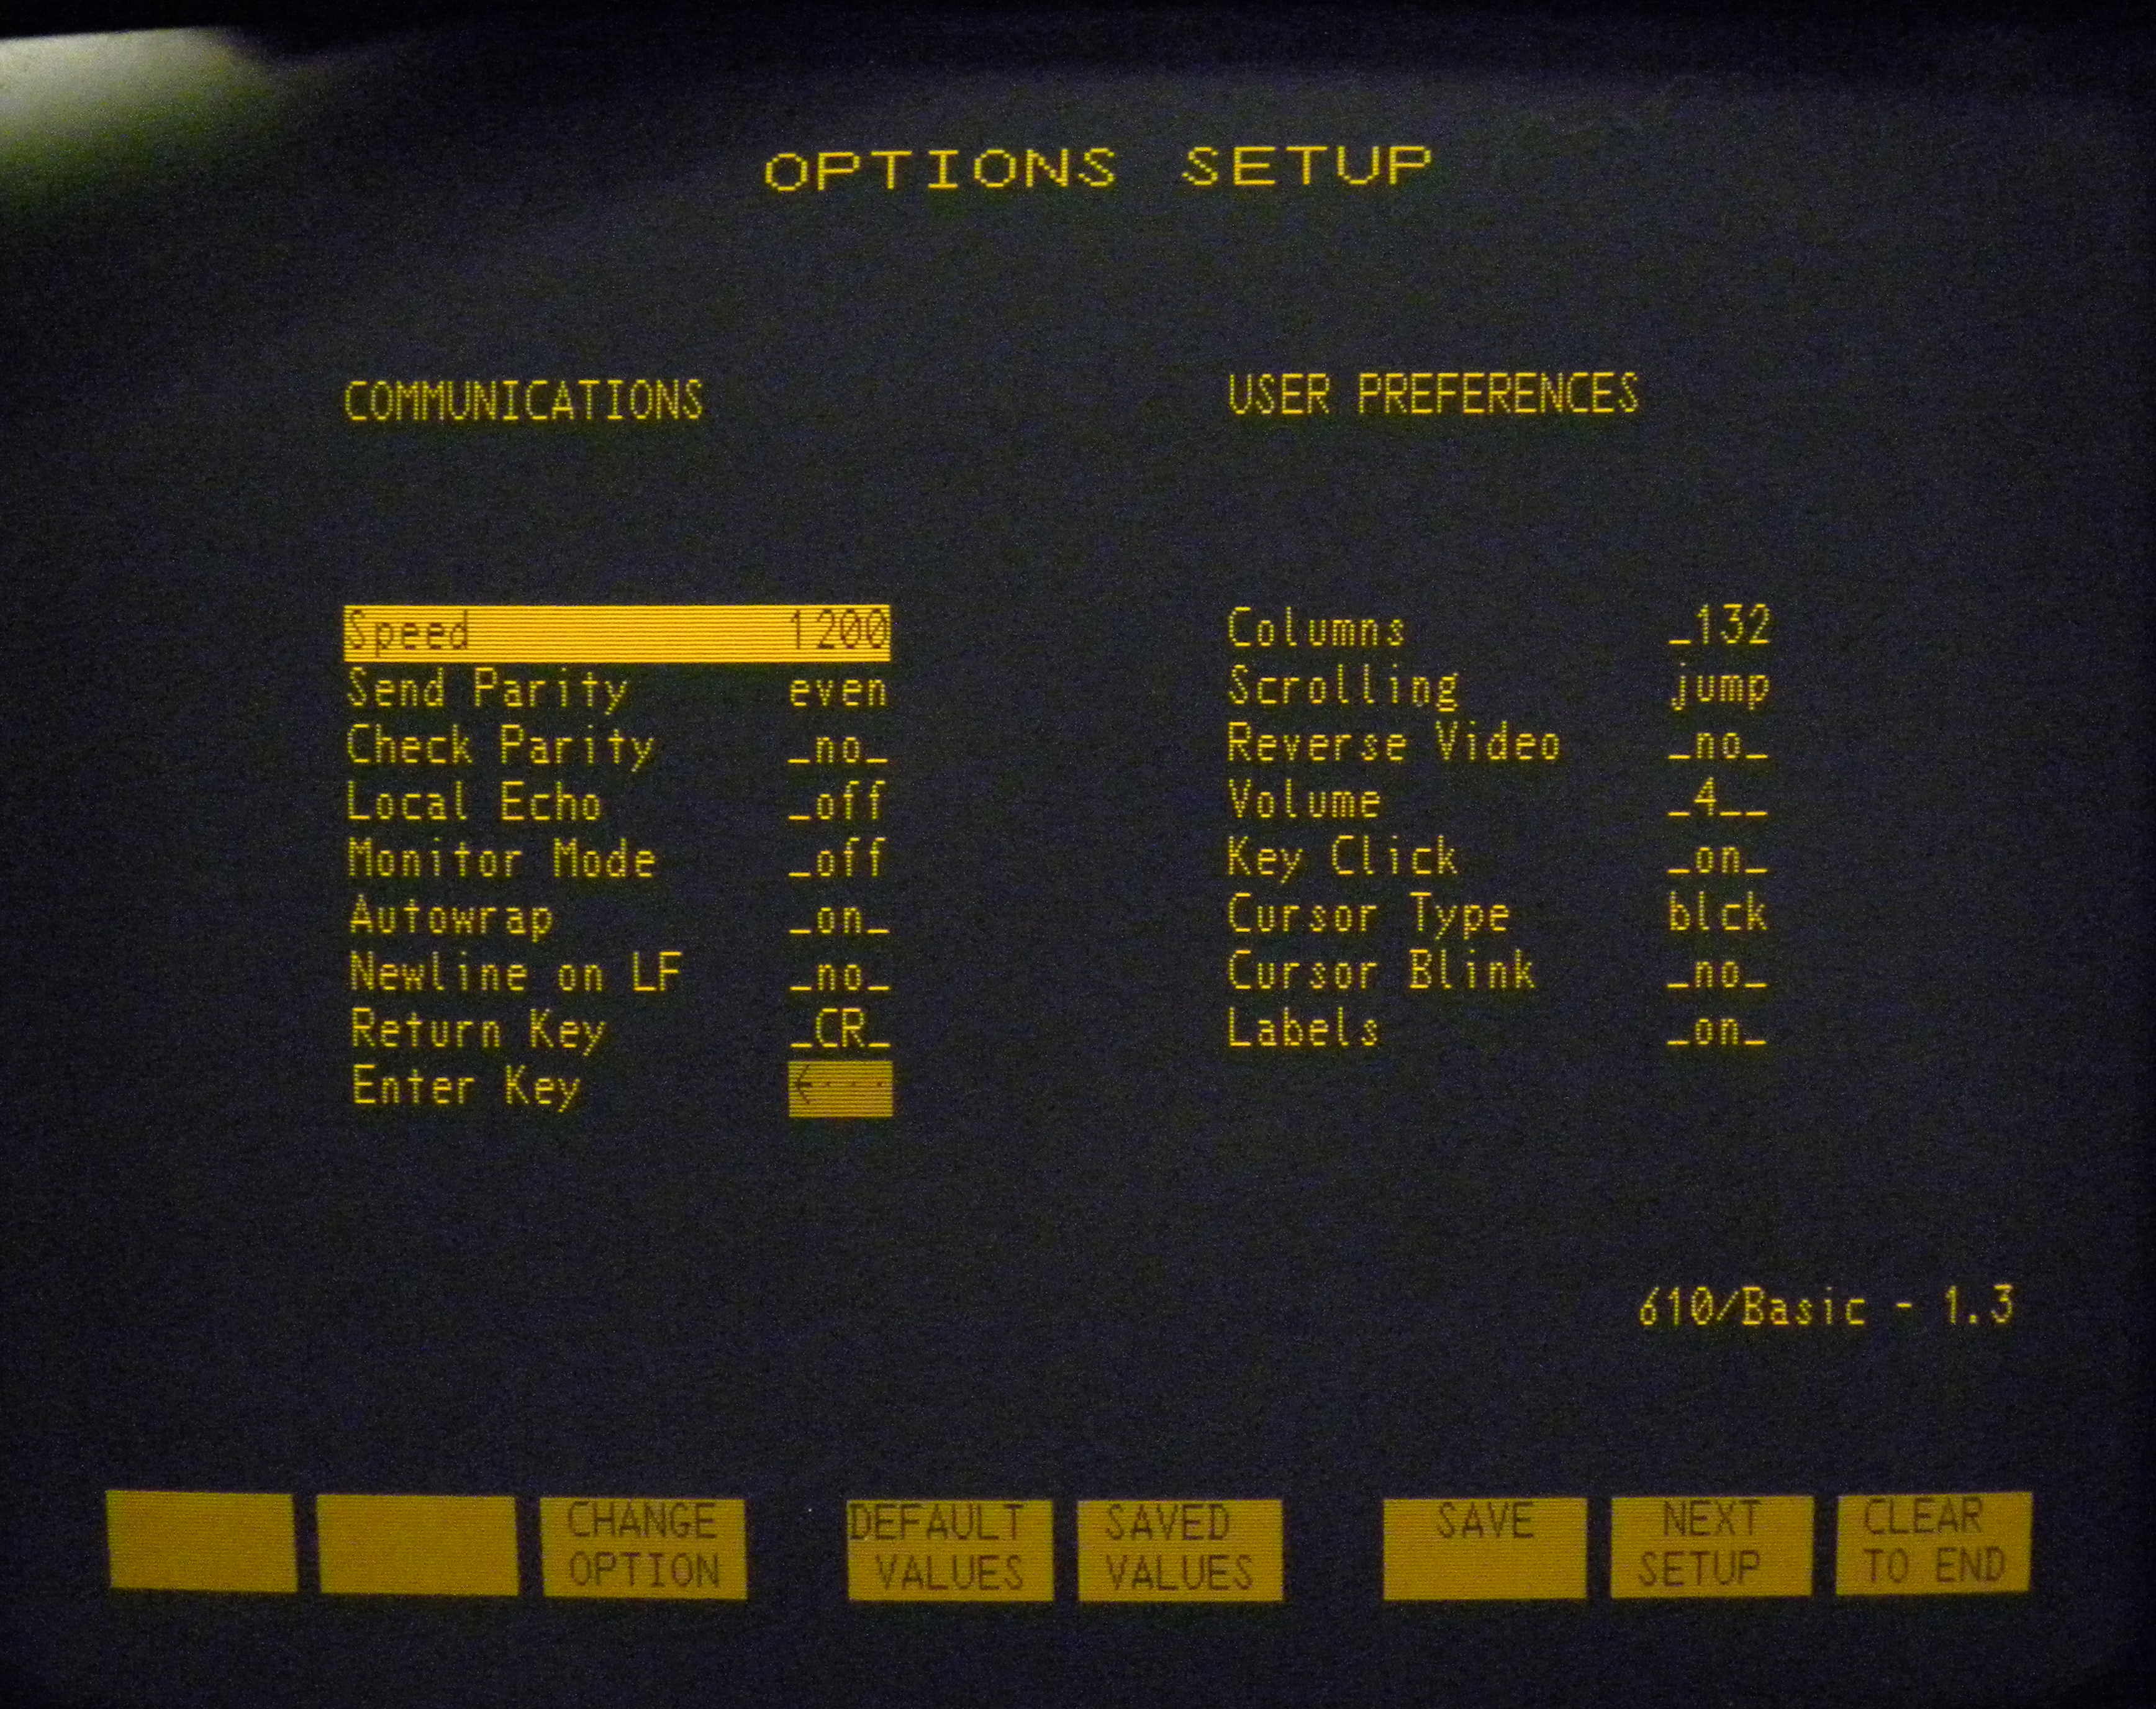 OPTIONS SETUP
COMMUNICATIONS
Speed 1200
Send Parity even
Check Parity _no_
Local Echo _off
Monitor Mode _off
Autowrap _on_
Newline on LF _no_
Return Key _CR_
Enter Key
USER PREFERENCES
Columns _132
Scrolling jump
Reverse Video _no_
Volume _4__
Key Click _on_
Cursor Type blck
Cursor Blink _no_
Labels _on_
610/Basic - 1.3
CHANGE
OPTION
DEFAULT
VALUES
SAVED
VALUES
SAVE
NEXT
SETUP
CLEAR
TO END